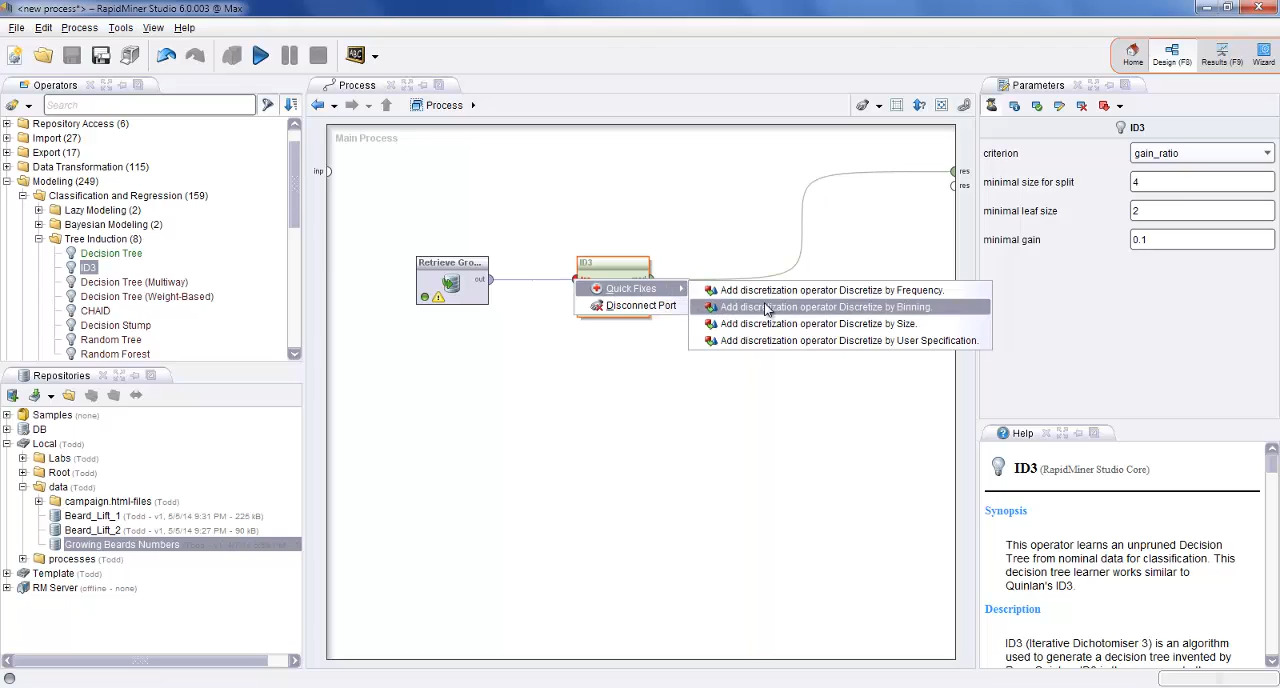 <new process*> – RapidMiner Studio 6.0.003 @ Max
File Edit Process Tools View Help
Home Design (F8) Results (F9) Wizard
Operators
Search
Repository Access (6)
Import (27)
Export (17)
Data Transformation (115)
Modeling (249)
Classification and Regression (159)
Lazy Modeling (2)
Bayesian Modeling (2)
Tree Induction (8)
Decision Tree
ID3
Decision Tree (Multiway)
Decision Tree (Weight-Based)
CHAID
Decision Stump
Random Tree
Random Forest
Repositories
Samples (none)
DB
Local (Todd)
Labs (Todd)
Root (Todd)
data (Todd)
campaign.html-files (Todd)
Beard_Lift_1 (Todd - v1, 5/5/14 9:31 PM - 225 kB)
Beard_Lift_2 (Todd - v1, 5/5/14 9:27 PM - 90 kB)
Growing Beards Numbers
processes (Todd)
Template (Todd)
RM Server (offline - none)
Process
Process
Main Process
inp
res
res
Retrieve Gro...
out
ID3
Quick Fixes
Disconnect Port
Add discretization operator Discretize by Frequency.
Add discretization operator Discretize by Binning.
Add discretization operator Discretize by Size.
Add discretization operator Discretize by User Specification.
Parameters
ID3
criterion gain_ratio
minimal size for split 4
minimal leaf size 2
minimal gain 0.1
Help
ID3 (RapidMiner Studio Core)
Synopsis
This operator learns an unpruned Decision
Tree from nominal data for classification. This
decision tree learner works similar to
Quinlan's ID3.
Description
ID3 (Iterative Dichotomiser 3) is an algorithm
used to generate a decision tree invented by